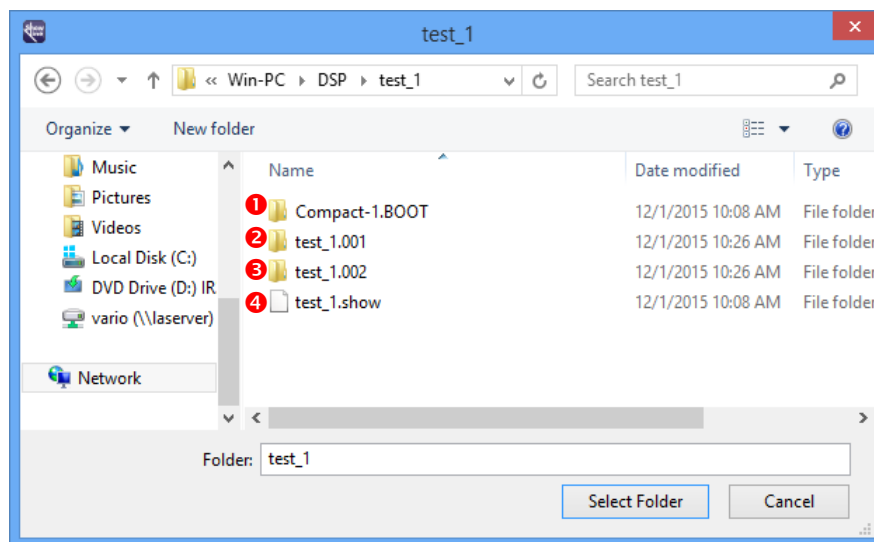 test_1
« Win-PC DSP test_1 Search test_1
Organize New folder
Music Name Date modified Type
Pictures
Videos
Local Disk (C:)
DVD Drive (D:) IR
vario (\\laserver)
Network
1 Compact-1.BOOT 12/1/2015 10:08 AM File folder
2 test_1.001 12/1/2015 10:26 AM File folder
3 test_1.002 12/1/2015 10:26 AM File folder
4 test_1.show 12/1/2015 10:08 AM File folder
Folder: test_1
Select Folder Cancel